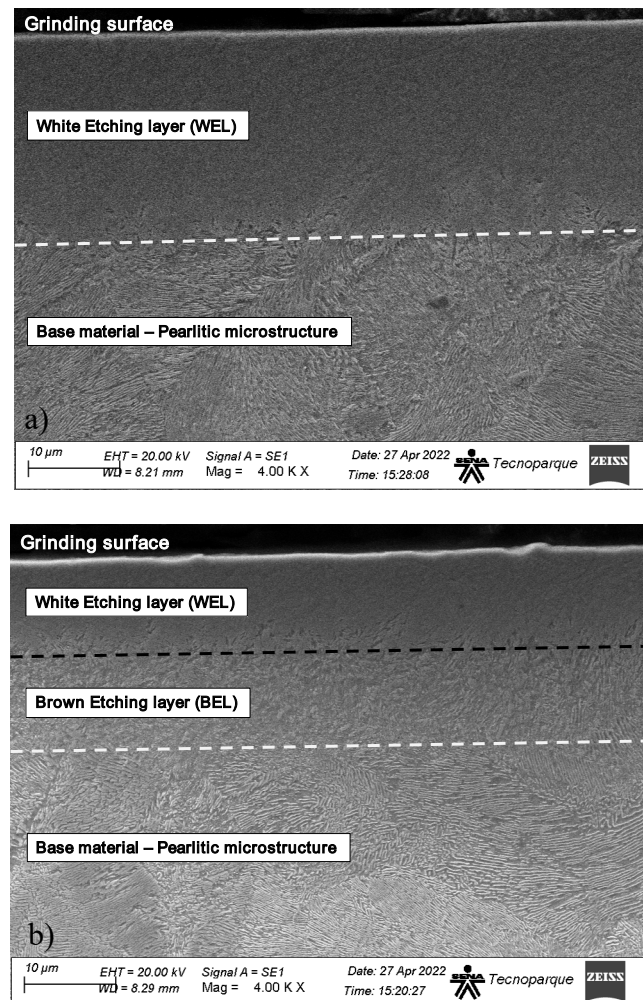 Grinding surface
White Etching layer (WEL)
Base material – Pearlitic microstructure
a)
10 µm
EHT = 20.00 kV
Signal A = SE1
Date: 27 Apr 2022
WD = 8.21 mm
Mag = 4.00 K X
Time: 15:28:08
SENA
Tecnoparque
ZEISS
Grinding surface
White Etching layer (WEL)
Brown Etching layer (BEL)
Base material – Pearlitic microstructure
b)
10 µm
EHT = 20.00 kV
Signal A = SE1
Date: 27 Apr 2022
WD = 8.29 mm
Mag = 4.00 K X
Time: 15:20:27
SENA
Tecnoparque
ZEISS